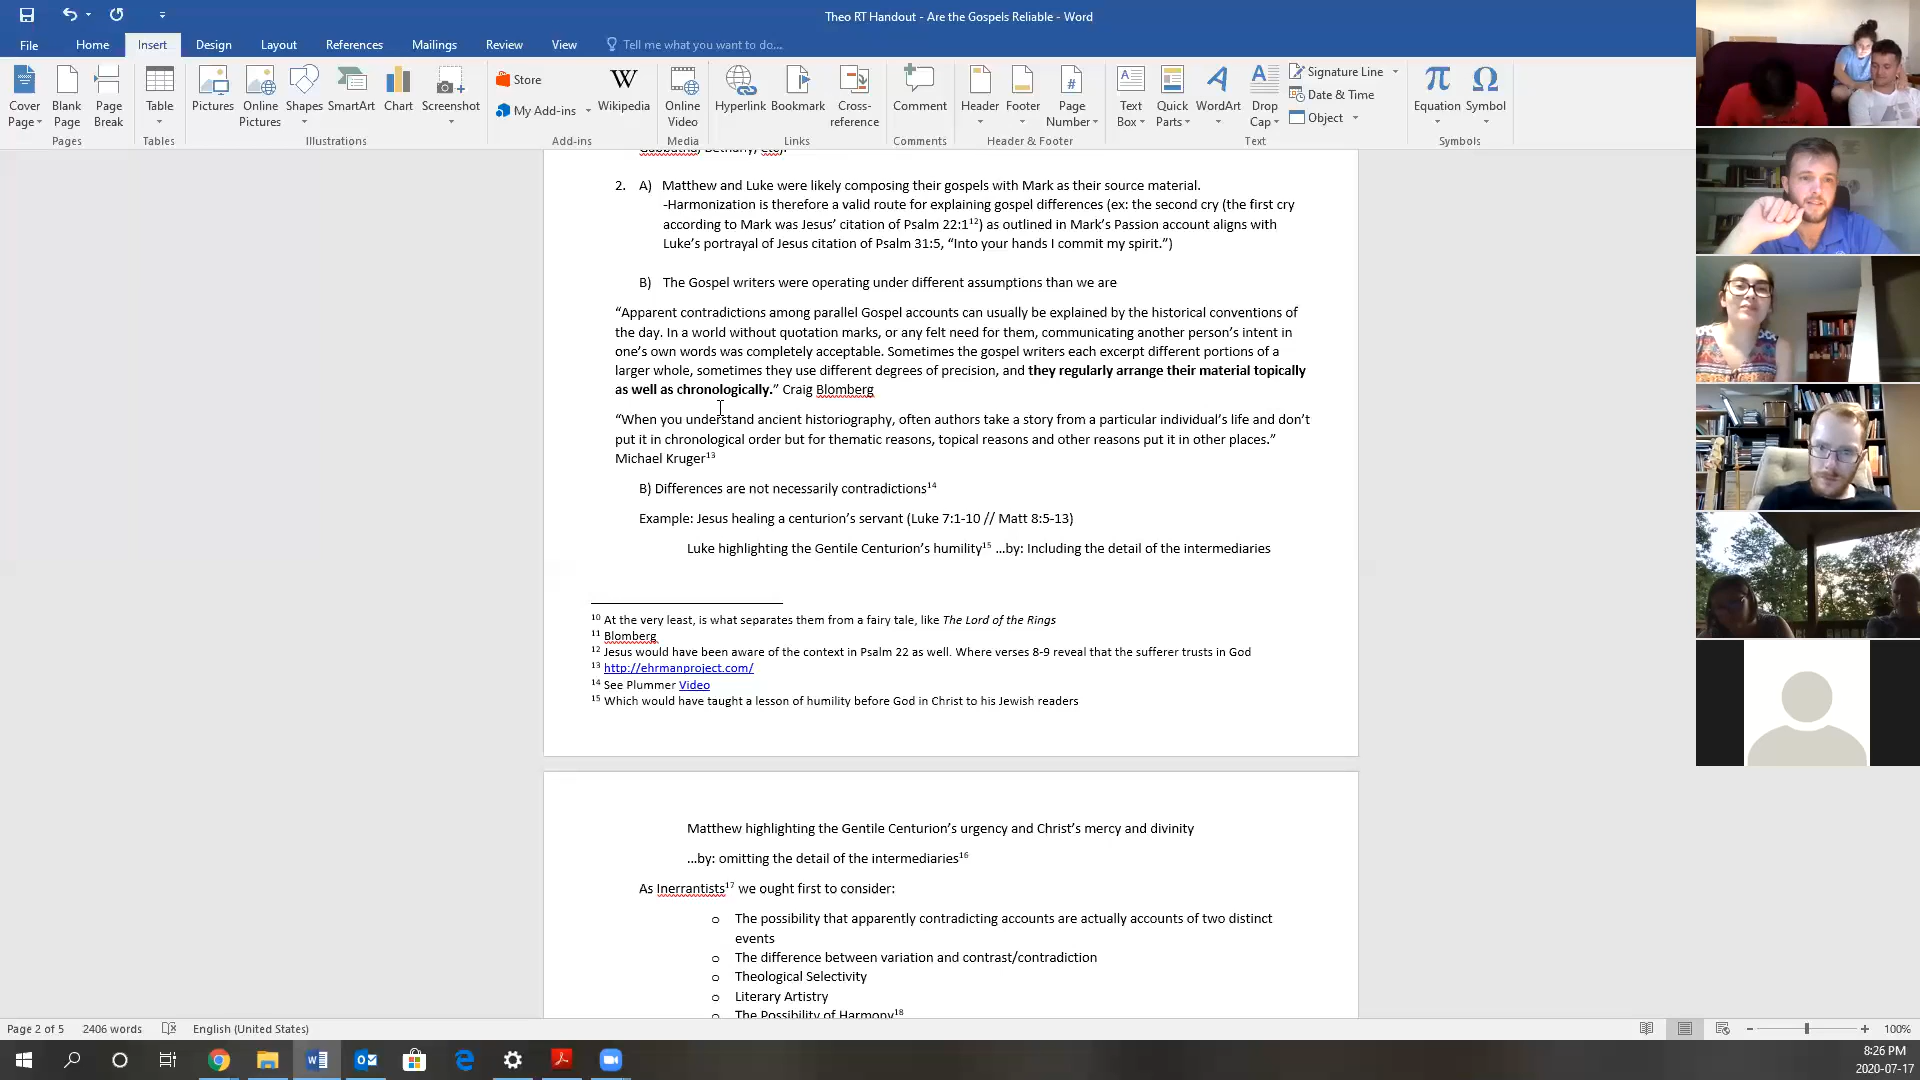 Theo RT Handout - Are the Gospels Reliable - Word
File Home Insert Design Layout References Mailings Review View Tell me what you want to do...
Cover Page Blank Page Page Break Table Pictures Online Pictures Shapes SmartArt Chart Screenshot Store My Add-ins Wikipedia Online Video Hyperlink Bookmark Cross-reference Comment Header Footer Page Number Text Box Quick Parts WordArt Drop Cap Signature Line Date & Time Object Equation Symbol
Pages Tables Illustrations Add-ins Media Links Comments Header & Footer Text Symbols
2. A) Matthew and Luke were likely composing their gospels with Mark as their source material.
-Harmonization is therefore a valid route for explaining gospel differences (ex: the second cry (the first cry
according to Mark was Jesus’ citation of Psalm 22:1¹²) as outlined in Mark’s Passion account aligns with
Luke’s portrayal of Jesus citation of Psalm 31:5, “Into your hands I commit my spirit.”)
B) The Gospel writers were operating under different assumptions than we are
“Apparent contradictions among parallel Gospel accounts can usually be explained by the historical conventions of
the day. In a world without quotation marks, or any felt need for them, communicating another person’s intent in
one’s own words was completely acceptable. Sometimes the gospel writers each excerpt different portions of a
larger whole, sometimes they use different degrees of precision, and they regularly arrange their material topically
as well as chronologically.” Craig Blomberg
“When you understand ancient historiography, often authors take a story from a particular individual’s life and don’t
put it in chronological order but for thematic reasons, topical reasons and other reasons put it in other places.”
Michael Kruger¹³
B) Differences are not necessarily contradictions¹⁴
Example: Jesus healing a centurion’s servant (Luke 7:1-10 // Matt 8:5-13)
Luke highlighting the Gentile Centurion’s humility¹⁵ …by: Including the detail of the intermediaries
¹⁰ At the very least, is what separates them from a fairy tale, like The Lord of the Rings
¹¹ Blomberg
¹² Jesus would have been aware of the context in Psalm 22 as well. Where verses 8-9 reveal that the sufferer trusts in God
¹³ http://ehrmanproject.com/
¹⁴ See Plummer Video
¹⁵ Which would have taught a lesson of humility before God in Christ to his Jewish readers
Matthew highlighting the Gentile Centurion’s urgency and Christ’s mercy and divinity
…by: omitting the detail of the intermediaries¹⁶
As Inerrantists¹⁷ we ought first to consider:
o The possibility that apparently contradicting accounts are actually accounts of two distinct
events
o The difference between variation and contrast/contradiction
o Theological Selectivity
o Literary Artistry
o The Possibility of Harmony¹⁸
Page 2 of 5 2406 words English (United States) 100%
8:26 PM
2020-07-17